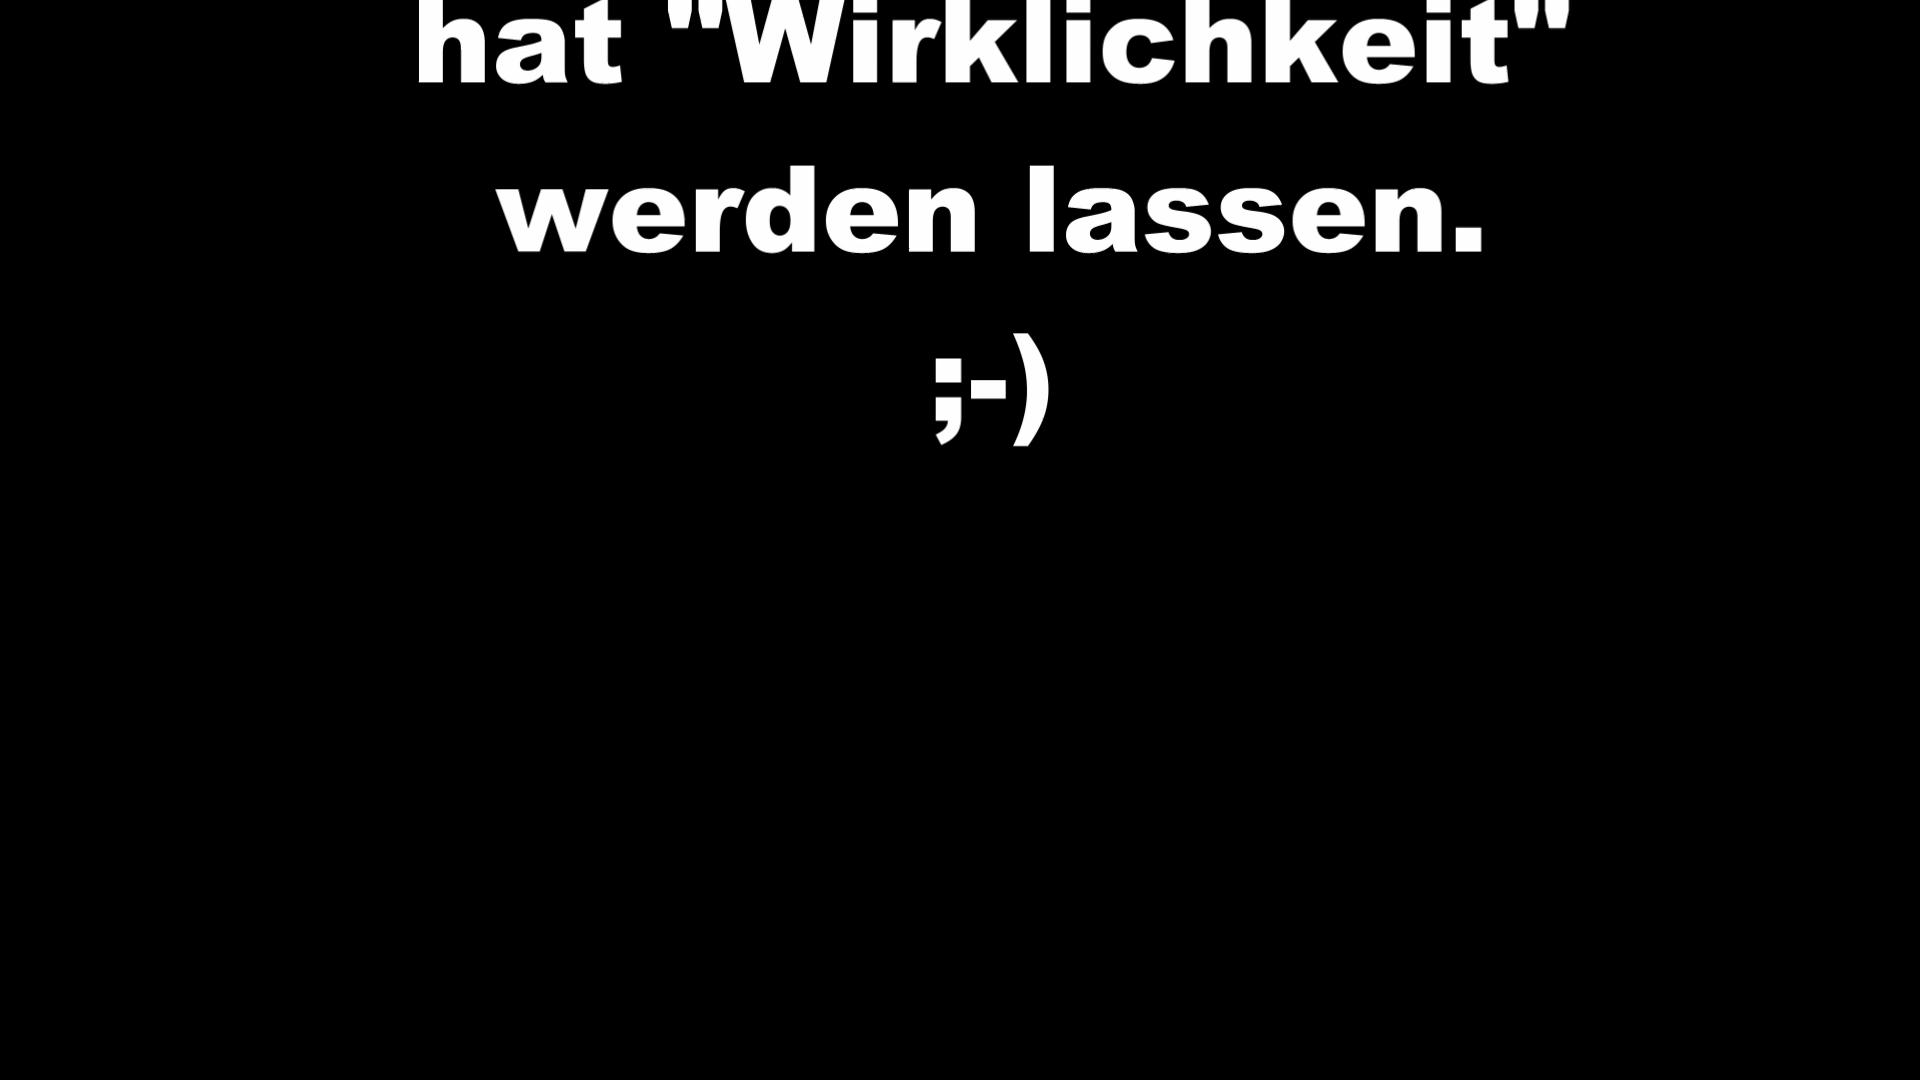 hat "Wirklichkeit"
werden lassen.
;-)